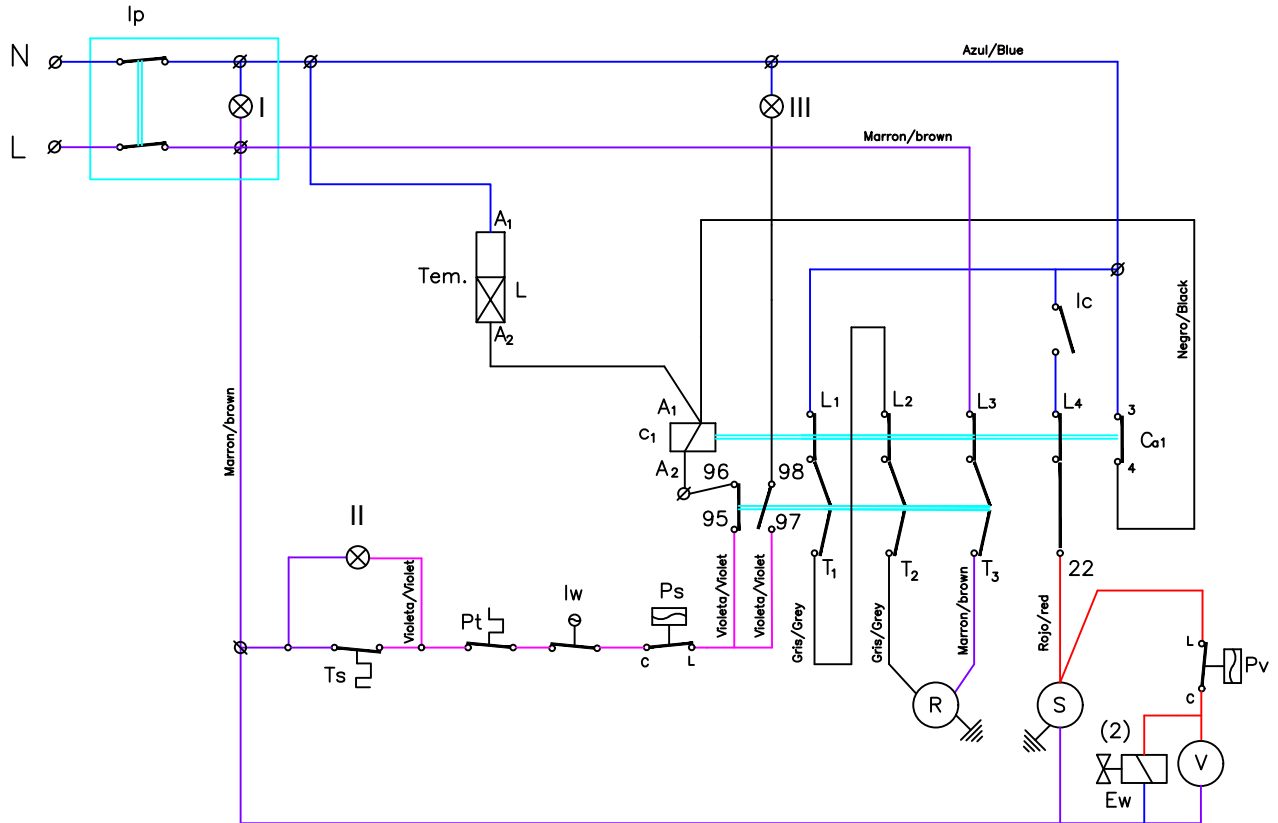 Ip
N
Azul/Blue
I
III
L
Marron/brown
A1
Tem.
L
A2
Ic
Negro/Black
Marron/brown
A1
L1
L2
L3
L4
3
c1
Ca1
A2
96
98
4
95
97
II
T1
T2
T3
22
Violeta/Violet
Violeta/Violet
Violeta/Violet
Gris/Grey
Gris/Grey
Marron/brown
Rojo/red
Pt
Iw
Ps
Ts
C
L
L
Pv
C
R
S
(2)
V
Ew